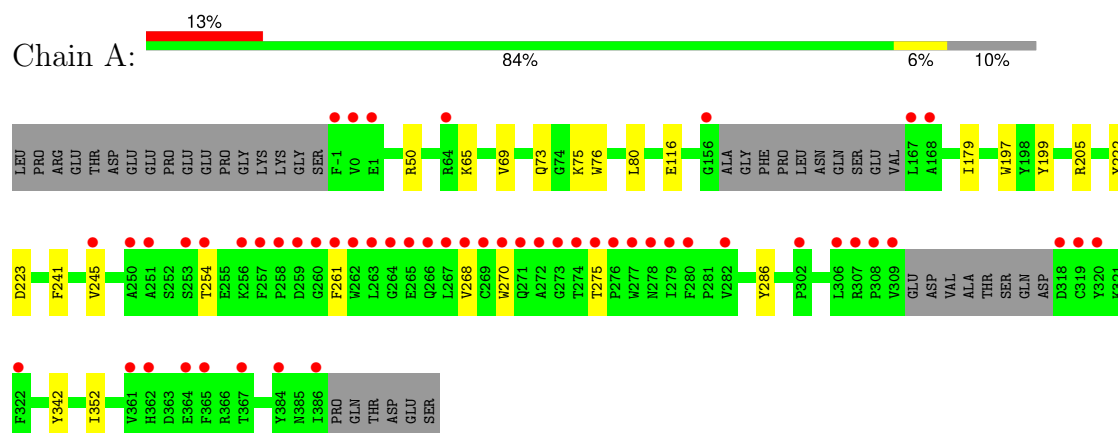 13%
Chain A:
84% 6% 10%
LEU PRO ARG GLU THR ASP GLU GLU PRO GLU GLU PRO GLY LYS LYS GLY SER F-1 V0 E1 R50 R64 K65 V69 Q73 G74 K75 W76 L80 E116 G156 ALA GLY PHE PRO LEU ASN GLN SER GLU VAL L167 A168 I179 W197 Y198 Y199 R205
D223 F241 V245 A250 A251 S252 S253 T254 E255 K256 F257 P258 D259 G260 F261 W262 L263 G264 E265 Q266 L267 V268 C269 W270 Q271 A272 G273 T274 T275 P276 W277 N278 I279 F280 P281 V282 Y286 P302 L306 R307 P308 V309 GLU ASP VAL ALA THR SER GLN ASP D318 C319 Y320 K321
F322 Y342 I352 V361 H362 D363 E364 F365 R366 T367 Y384 N385 I386 PRO GLN THR ASP GLU SER